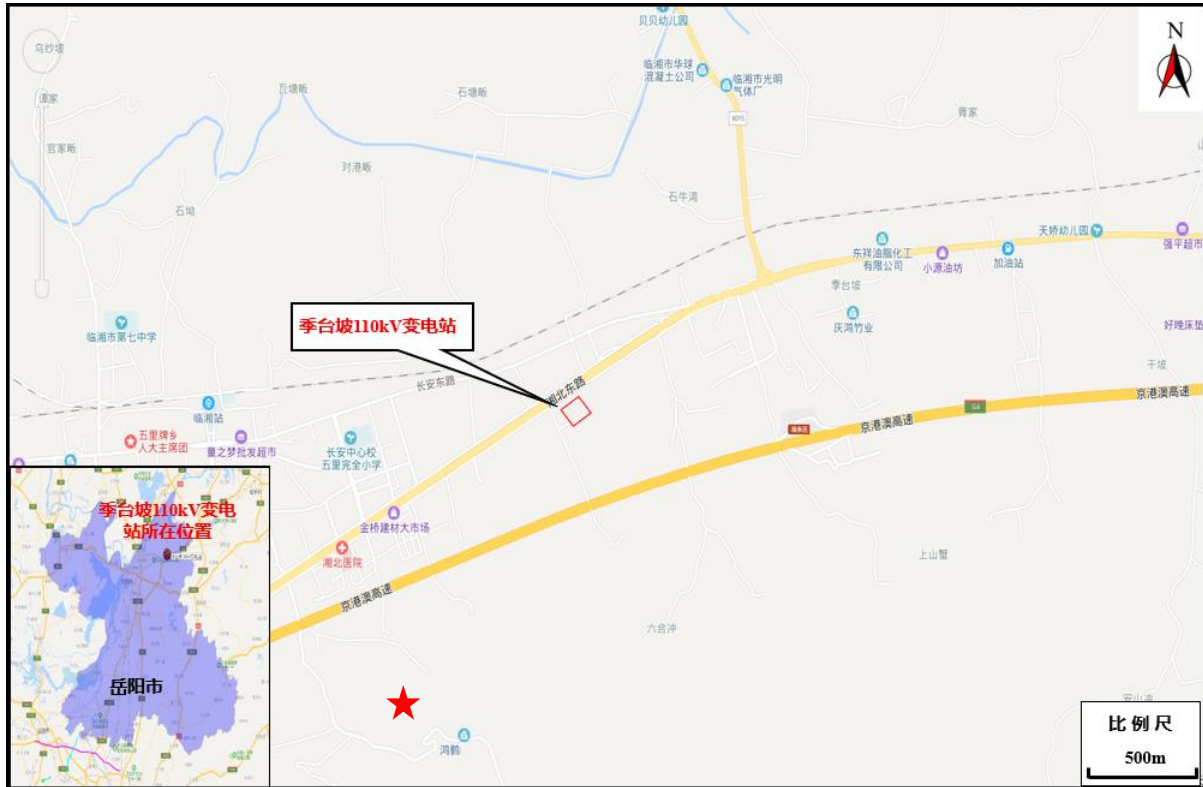 贝贝幼儿园
N
乌纱坡
临湘市华球
混凝土公司
临湘市光明
气体厂
瓦塘畈
石塘畈
谭家
胥家
官家畈
对港畈
石牛湾
石坳
天娇幼儿园
强平超市
东祥油脂化工
有限公司
小源油坊
加油站
季台坡
季台坡110kV变电站
庆鸿竹业
临湘市第七中学
好晚床垫
干坡
长安东路
湘北东路
京港澳高速
G4
京港澳高速
临湘站
五里牌乡
人大主席团
童之梦批发超市
长安中心校
五里完全小学
季台坡110kV变电
站所在位置
金桥建材大市场
湘北医院
上山蟹
京港澳高速
六合冲
岳阳市
安山冲
比例尺
鸿鹤
500m